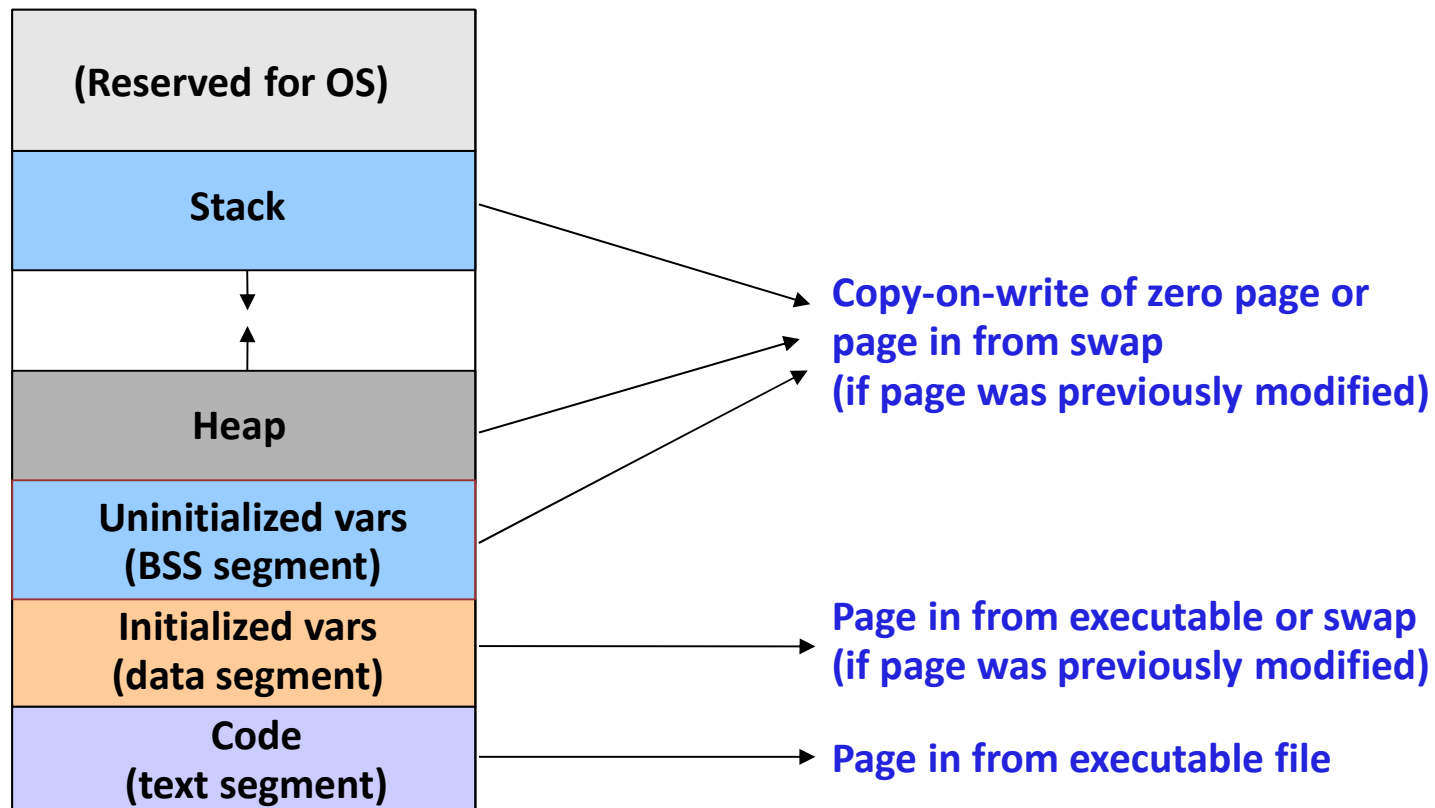 (Reserved for OS)
Stack
Copy-on-write of zero page or
page in from swap
(if page was previously modified)
Heap
Uninitialized vars
(BSS segment)
Initialized vars
(data segment)
Page in from executable or swap
(if page was previously modified)
Code
(text segment)
Page in from executable file